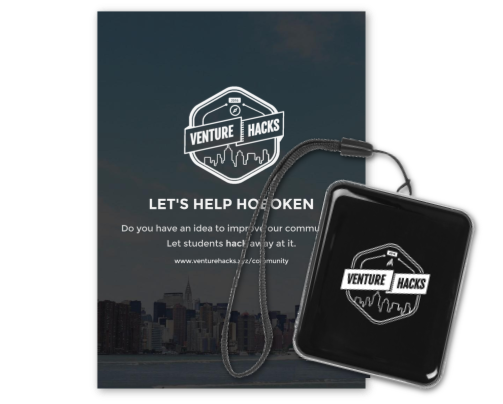 VENTURE HACKS
LET'S HELP HOBOKEN
Do you have an idea to improve your
Let students hack away at it.
www.venturehacks.xyz/community
VENTURE HACKS